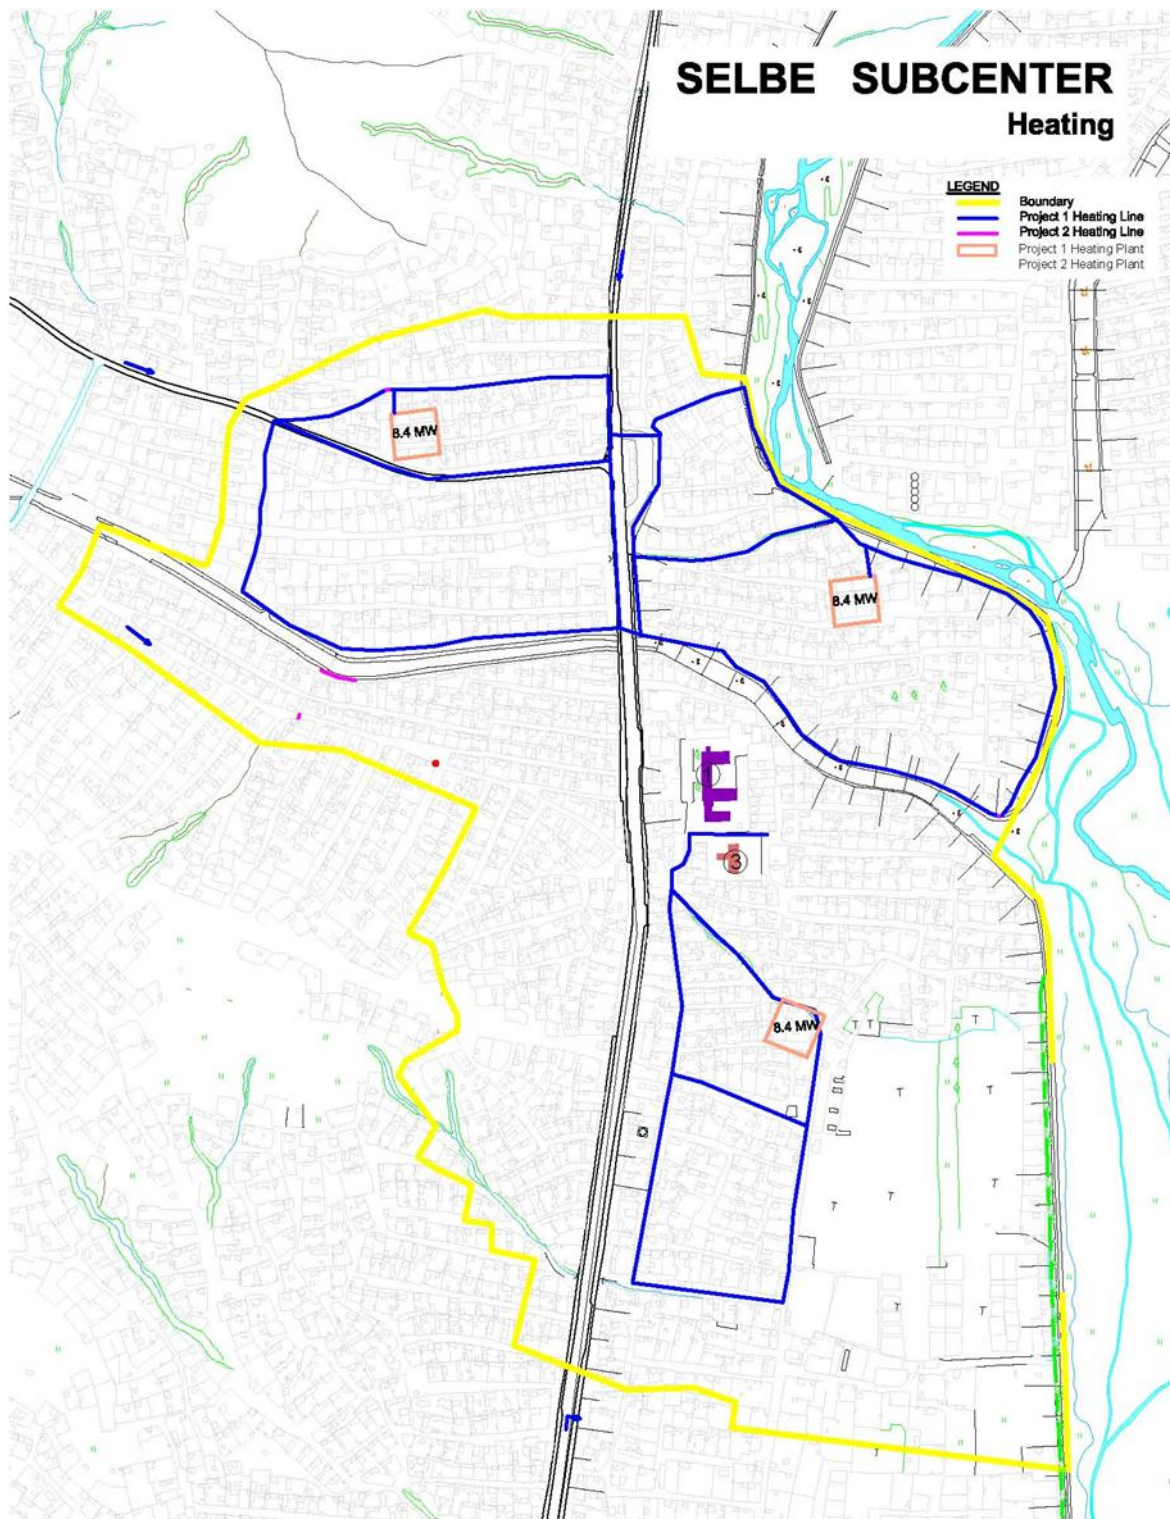 SELBE SUBCENTER
Heating
LEGEND
Boundary
Project 1 Heating Line
Project 2 Heating Line
Project 1 Heating Plant
Project 2 Heating Plant
8.4 MW
8.4 MW
1
3
8.4 MW
T T
T
T
T
T
T
T
T
T